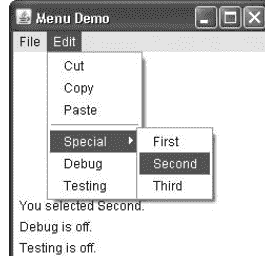 Menu Demo
File Edit
Cut
Copy
Paste
Special First
Debug Second
Testing Third
You selected Second.
Debug is off.
Testing is off.